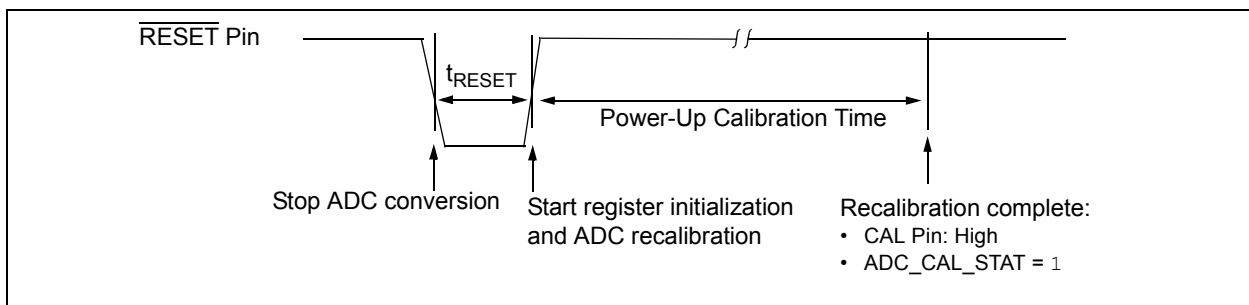 RESET Pin
tRESET
Power-Up Calibration Time
Stop ADC conversion
Start register initialization
and ADC recalibration
Recalibration complete:
• CAL Pin: High
• ADC_CAL_STAT = 1